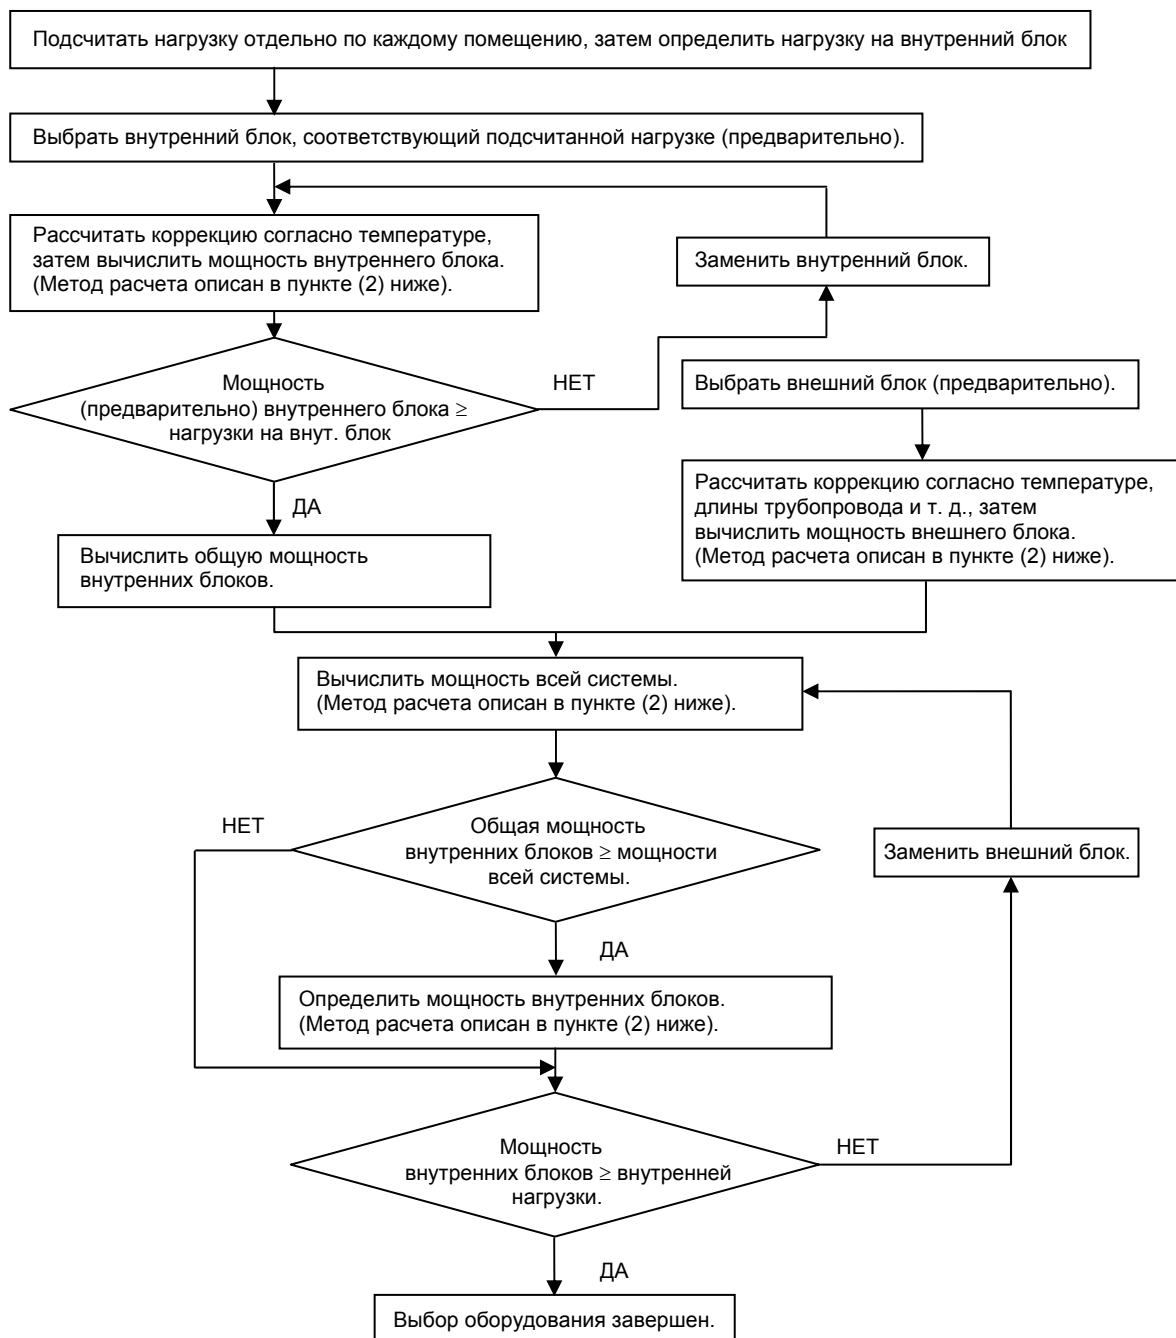 Подсчитать нагрузку отдельно по каждому помещению, затем определить нагрузку на внутренний блок
Выбрать внутренний блок, соответствующий подсчитанной нагрузке (предварительно).
Рассчитать коррекцию согласно температуре,
затем вычислить мощность внутреннего блока.
(Метод расчета описан в пункте (2) ниже).
Заменить внутренний блок.
Мощность
(предварительно) внутреннего блока ≥
нагрузки на внут. блок
НЕТ
Выбрать внешний блок (предварительно).
ДА
Рассчитать коррекцию согласно температуре,
длины трубопровода и т. д., затем
вычислить мощность внешнего блока.
(Метод расчета описан в пункте (2) ниже).
Вычислить общую мощность
внутренних блоков.
Вычислить мощность всей системы.
(Метод расчета описан в пункте (2) ниже).
НЕТ
Общая мощность
внутренних блоков ≥ мощности
всей системы.
Заменить внешний блок.
ДА
Определить мощность внутренних блоков.
(Метод расчета описан в пункте (2) ниже).
Мощность
внутренних блоков ≥ внутренней
нагрузки.
НЕТ
ДА
Выбор оборудования завершен.